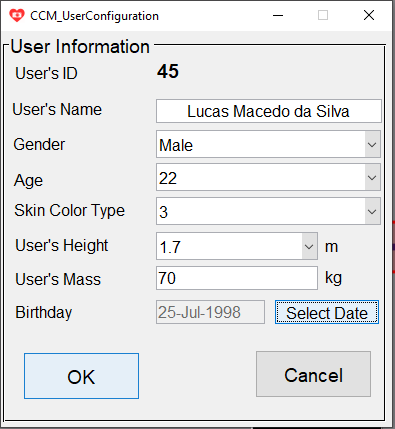 CCM_UserConfiguration
User Information
User's ID 45
User's Name Lucas Macedo da Silva
Gender Male
Age 22
Skin Color Type 3
User's Height 1.7 m
User's Mass 70 kg
Birthday 25-Jul-1998 Select Date
OK Cancel